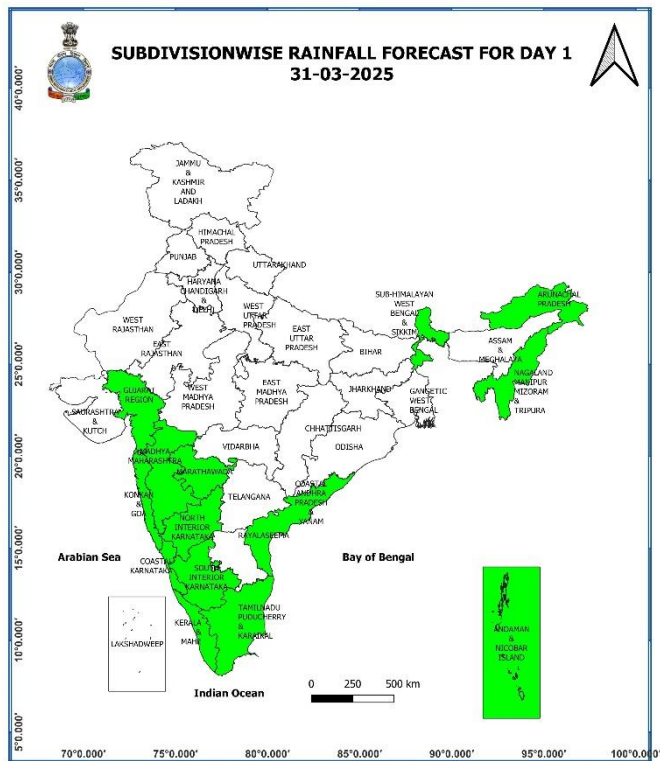 SUBDIVISIONWISE RAINFALL FORECAST FOR DAY 1
31-03-2025
40°0.000'
35°0.000'
30°0.000'
25°0.000'
20°0.000'
15°0.000'
10°0.000'
5°0.000'
JAMMU
&
KASHMIR
AND
LADAKH
HIMACHAL
PRADESH
PUNJAB
UTTARAKHAND
HARYANA
CHANDIGARH
&
DELHI
WEST
RAJASTHAN
EAST
RAJASTHAN
WEST
UTTAR
PRADESH
EAST
UTTAR
PRADESH
SUB-HIMALAYAN
WEST
BENGAL
&
SIKKIM
ARUNACHAL
PRADESH
ASSAM
&
MEGHALAYA
NAGALAND
MANIPUR
MIZORAM
&
TRIPURA
BIHAR
JHARKHAND
GANGETIC
WEST
BENGAL
GUJARAT
REGION
SAURASHTRA
&
KUTCH
WEST
MADHYA
PRADESH
EAST
MADHYA
PRADESH
CHHATTISGARH
ODISHA
VIDARBHA
MADHYA
MAHARASHTRA
MARATHAWADA
KONKAN
&
GOA
TELANGANA
COASTAL
ANDHRA
PRADESH
&
YANAM
NORTH
INTERIOR
KARNATAKA
RAYALASEEMA
COASTAL
KARNATAKA
SOUTH
INTERIOR
KARNATAKA
KERALA
&
MAHE
TAMILNADU
PUDUCHERRY
&
KARAIKAL
LAKSHADWEEP
ANDAMAN
&
NICOBAR
ISLAND
Arabian Sea
Bay of Bengal
Indian Ocean
0 250 500 km
70°0.000' 75°0.000' 80°0.000' 85°0.000' 90°0.000' 95°0.000' 100°0.000'